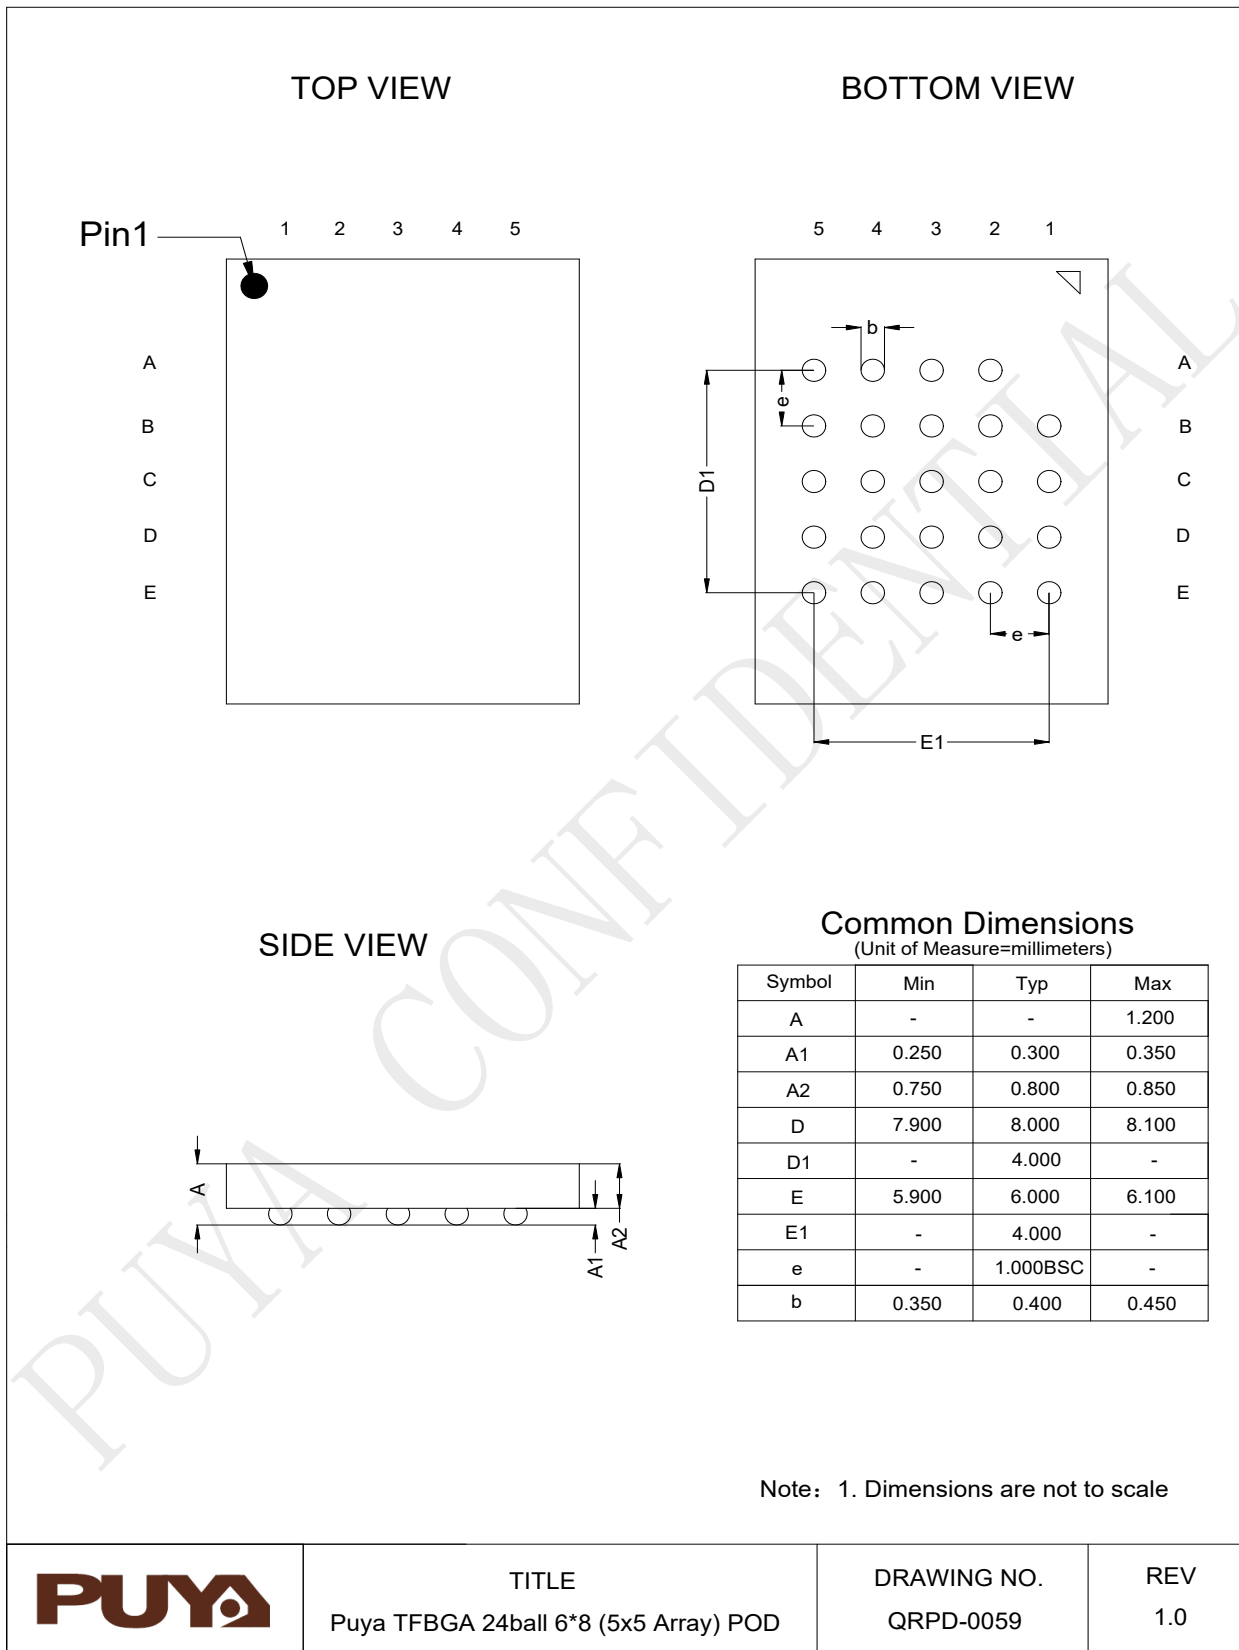 TOP VIEW
BOTTOM VIEW
Pin1
1 2 3 4 5
5 4 3 2 1
A
B
C
D
E
b
e
D1
e
E1
A
B
C
D
E
SIDE VIEW
A
A1
A2
Common Dimensions
(Unit of Measure=millimeters)
Symbol Min Typ Max
A - - 1.200
A1 0.250 0.300 0.350
A2 0.750 0.800 0.850
D 7.900 8.000 8.100
D1 - 4.000 -
E 5.900 6.000 6.100
E1 - 4.000 -
e - 1.000BSC -
b 0.350 0.400 0.450
Note：1. Dimensions are not to scale
PUYA CONFIDENTIAL
PUYA
TITLE
Puya TFBGA 24ball 6*8 (5x5 Array) POD
DRAWING NO.
QRPD-0059
REV
1.0